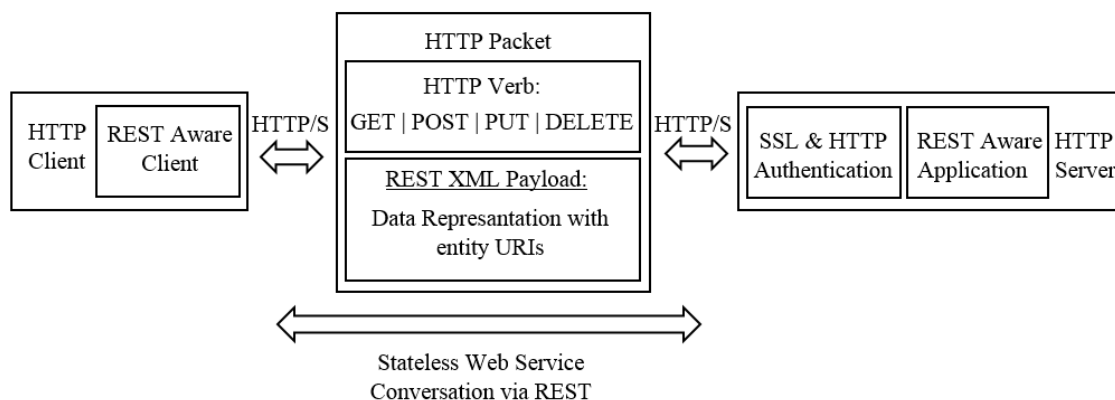 HTTP
Client
REST Aware
Client
HTTP/S
HTTP Packet
HTTP Verb:
GET | POST | PUT | DELETE
REST XML Payload:
Data Represantation with
entity URIs
HTTP/S
SSL & HTTP
Authentication
REST Aware
Application
HTTP
Server
Stateless Web Service
Conversation via REST